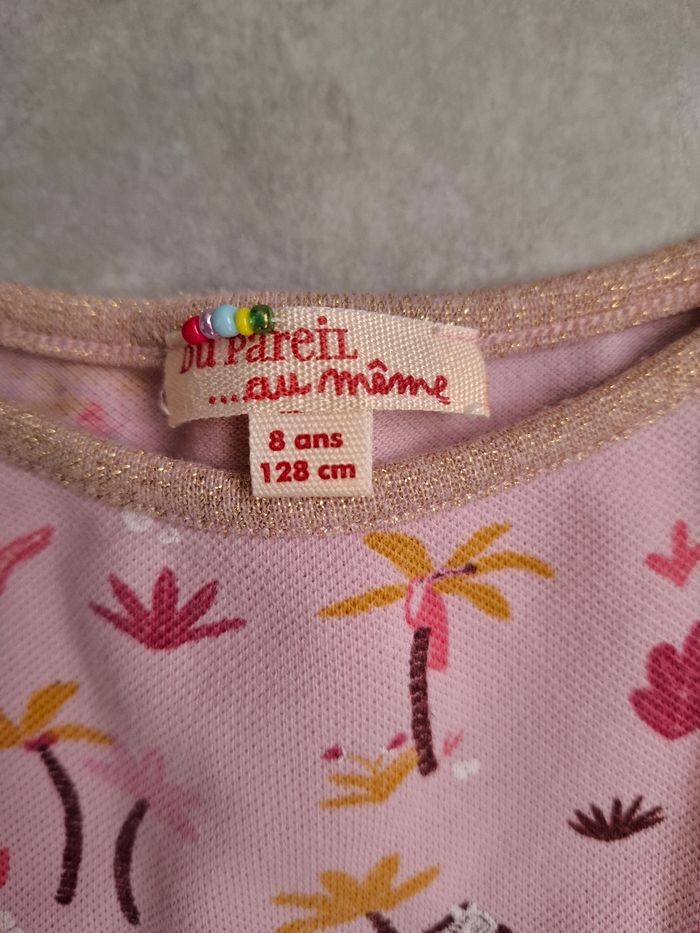 DU PaReiL
...au même
8 ans
128 cm